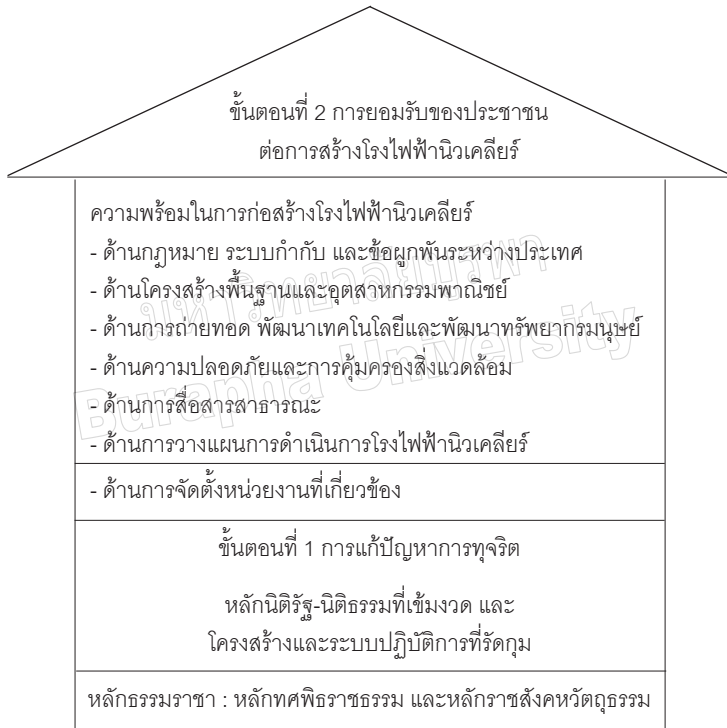 ขั้นตอนที่ 2 การยอมรับของประชาชน
ต่อการสร้างโรงไฟฟ้านิวเคลียร์
ความพร้อมในการก่อสร้างโรงไฟฟ้านิวเคลียร์
- ด้านกฎหมาย ระบบกำกับ และข้อผูกพันระหว่างประเทศ
- ด้านโครงสร้างพื้นฐานและอุตสาหกรรมพาณิชย์
- ด้านการถ่ายทอด พัฒนาเทคโนโลยีและพัฒนาทรัพยากรมนุษย์
- ด้านความปลอดภัยและการคุ้มครองสิ่งแวดล้อม
- ด้านการสื่อสารสาธารณะ
- ด้านการวางแผนการดำเนินการโรงไฟฟ้านิวเคลียร์
- ด้านการจัดตั้งหน่วยงานที่เกี่ยวข้อง
ขั้นตอนที่ 1 การแก้ปัญหาการทุจริต
หลักนิติรัฐ-นิติธรรมที่เข้มงวด และ
โครงสร้างและระบบปฏิบัติการที่รัดกุม
หลักธรรมราชา : หลักทศพิธราชธรรม และหลักราชสังคหวัตถุธรรม
มหาวิทยาลัยบูรพา
Burapha University